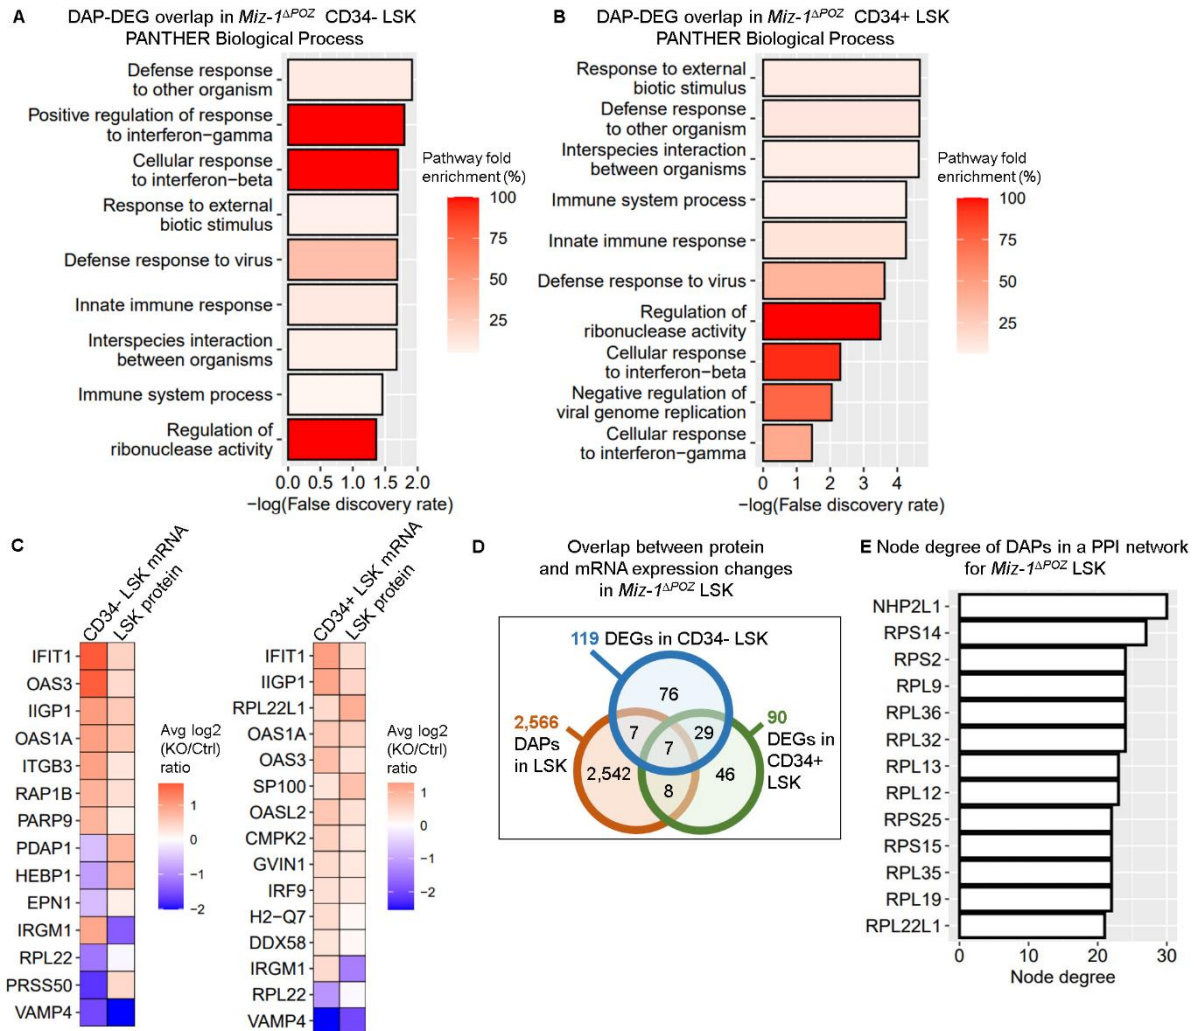 A
DAP-DEG overlap in Miz-1ΔPOZ CD34- LSK
PANTHER Biological Process
Defense response
to other organism
Positive regulation of response
to interferon-gamma
Cellular response
to interferon-beta
Response to external
biotic stimulus
Defense response to virus
Innate immune response
Interspecies interaction
between organisms
Immune system process
Regulation of
ribonuclease activity
0.0 0.5 1.0 1.5 2.0
-log(False discovery rate)
Pathway fold
enrichment (%)
100
75
50
25
B
DAP-DEG overlap in Miz-1ΔPOZ CD34+ LSK
PANTHER Biological Process
Response to external
biotic stimulus
Defense response
to other organism
Interspecies interaction
between organisms
Immune system process
Innate immune response
Defense response to virus
Regulation of
ribonuclease activity
Cellular response
to interferon-beta
Negative regulation of
viral genome replication
Cellular response
to interferon-gamma
0 1 2 3 4
-log(False discovery rate)
Pathway fold
enrichment (%)
100
75
50
25
C
CD34- LSK mRNA
LSK protein
IFIT1
OAS3
IIGP1
OAS1A
ITGB3
RAP1B
PARP9
PDAP1
HEBP1
EPN1
IRGM1
RPL22
PRSS50
VAMP4
Avg log2
(KO/Ctrl)
ratio
1
0
-1
-2
CD34+ LSK mRNA
LSK protein
IFIT1
IIGP1
RPL22L1
OAS1A
OAS3
SP100
OASL2
CMPK2
GVIN1
IRF9
H2-Q7
DDX58
IRGM1
RPL22
VAMP4
Avg log2
(KO/Ctrl)
ratio
1
0
-1
-2
D
Overlap between protein
and mRNA expression changes
in Miz-1ΔPOZ LSK
119 DEGs in CD34- LSK
76
2,566
DAPs
in LSK
90
DEGs in
CD34+
LSK
7
7
29
2,542
8
46
E Node degree of DAPs in a PPI network
for Miz-1ΔPOZ LSK
NHP2L1
RPS14
RPS2
RPL9
RPL36
RPL32
RPL13
RPL12
RPS25
RPS15
RPL35
RPL19
RPL22L1
0 10 20 30
Node degree